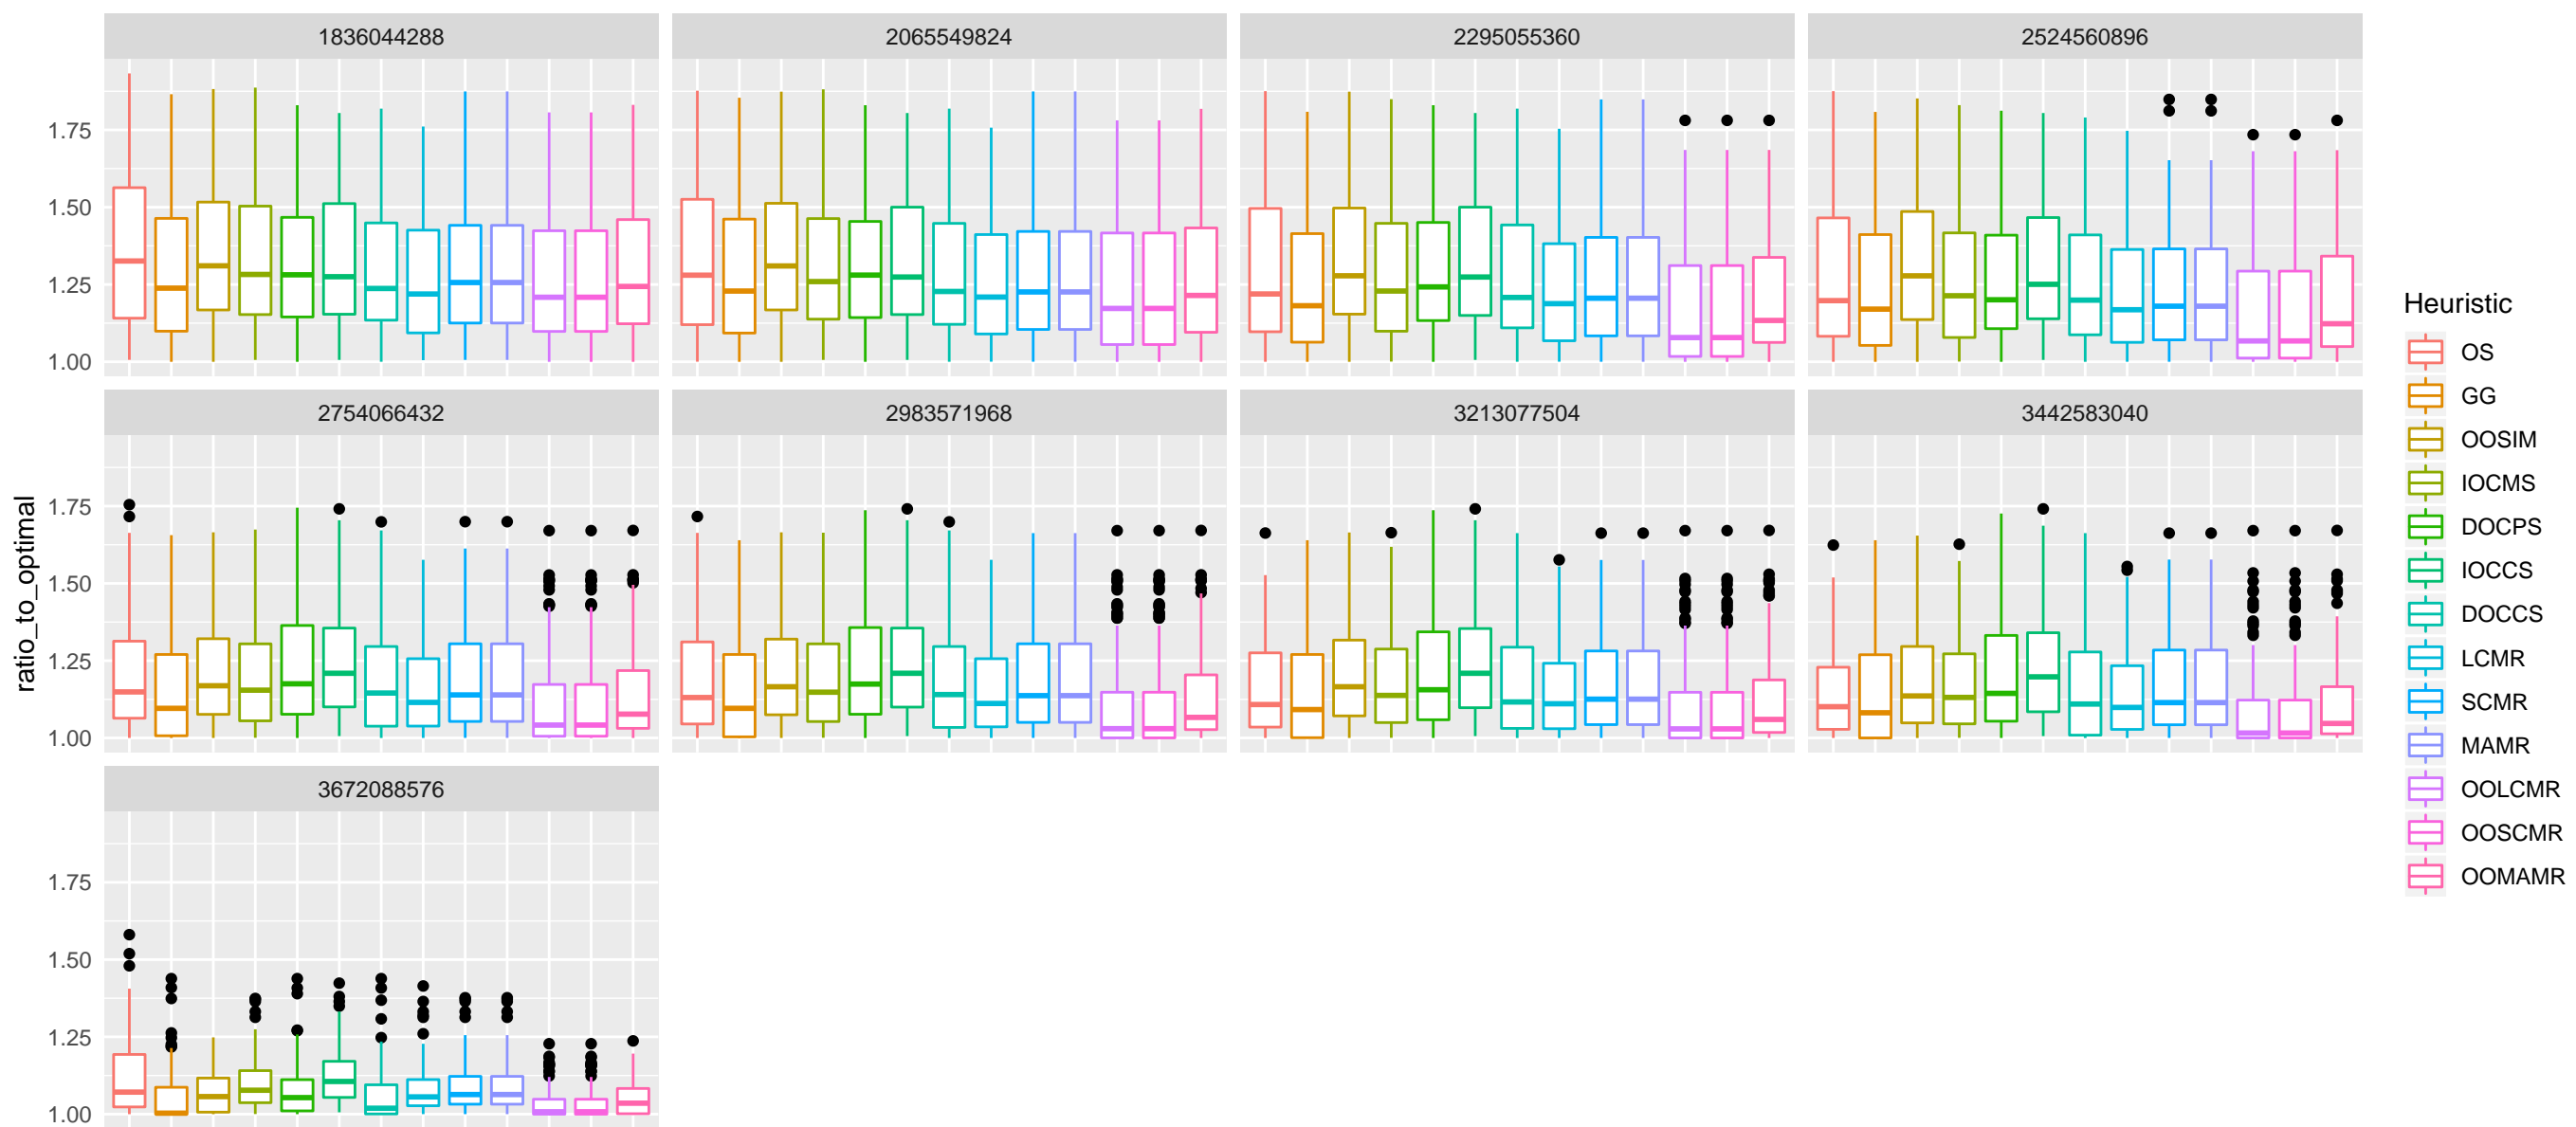 1836044288
2065549824
2295055360
2524560896
1.75
1.50
1.25
1.00
2754066432
2983571968
3213077504
3442583040
1.75
1.50
1.25
1.00
3672088576
1.75
1.50
1.25
1.00
ratio_to_optimal
Heuristic
OS
GG
OOSIM
IOCMS
DOCPS
IOCCS
DOCCS
LCMR
SCMR
MAMR
OOLCMR
OOSCMR
OOMAMR